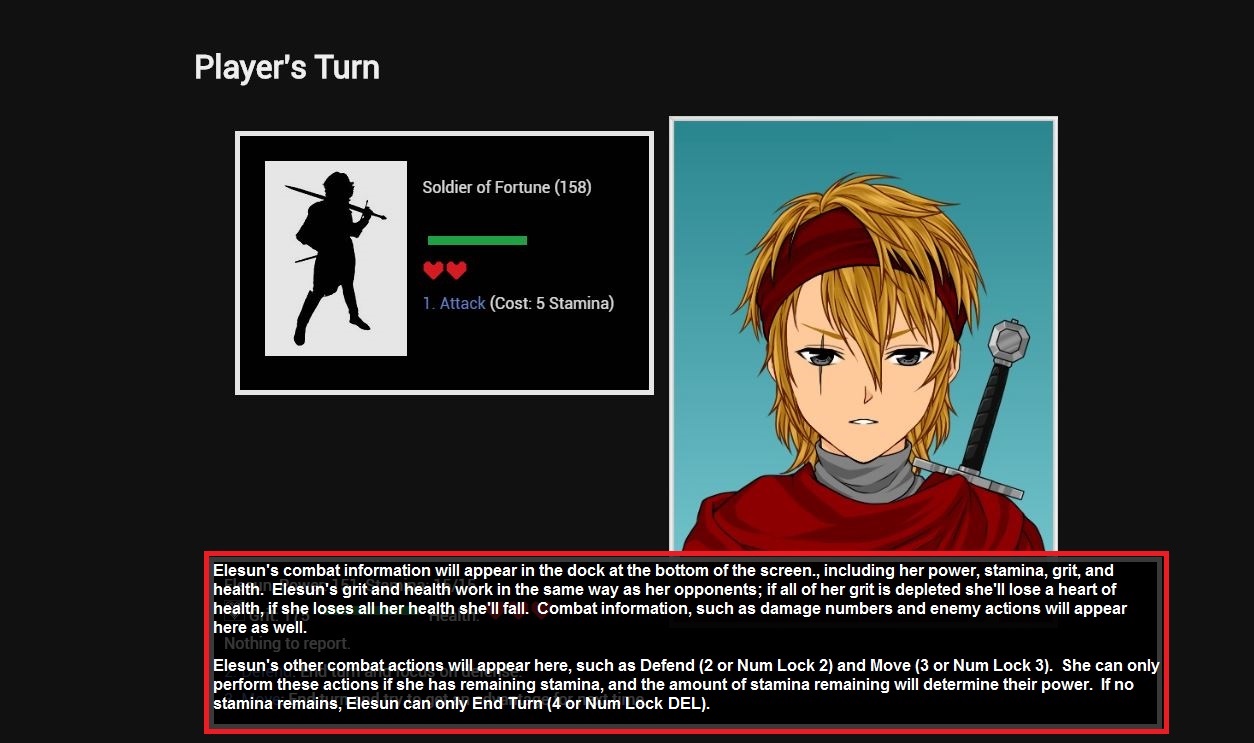 Player's Turn
Soldier of Fortune (158)
1. Attack (Cost: 5 Stamina)
Elesun's combat information will appear in the dock at the bottom of the screen., including her power, stamina, grit, and
health.  Elesun's grit and health work in the same way as her opponents; if all of her grit is depleted she'll lose a heart of
health, if she loses all her health she'll fall.  Combat information, such as damage numbers and enemy actions will appear
here as well.
Nothing to report.
Elesun's other combat actions will appear here, such as Defend (2 or Num Lock 2) and Move (3 or Num Lock 3).  She can only
perform these actions if she has remaining stamina, and the amount of stamina remaining will determine their power.  If no
stamina remains, Elesun can only End Turn (4 or Num Lock DEL).